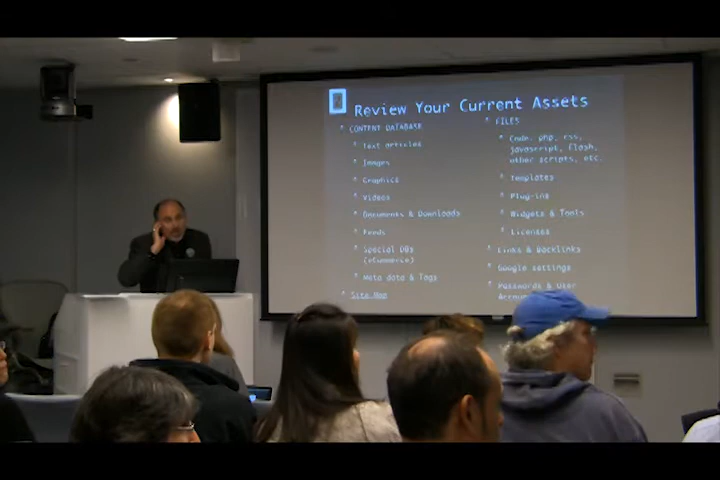 Review Your Current Assets
CONTENT DATABASE
Text articles
Images
Graphics
Videos
Documents & Downloads
Feeds
Special DBs
(eCommerce)
Meta data & Tags
Site Map
FILES
Code: php, css,
javascript, flash,
other scripts, etc.
Templates
Plug-ins
Widgets & Tools
Licenses
Links & Backlinks
Google settings
Passwords & User